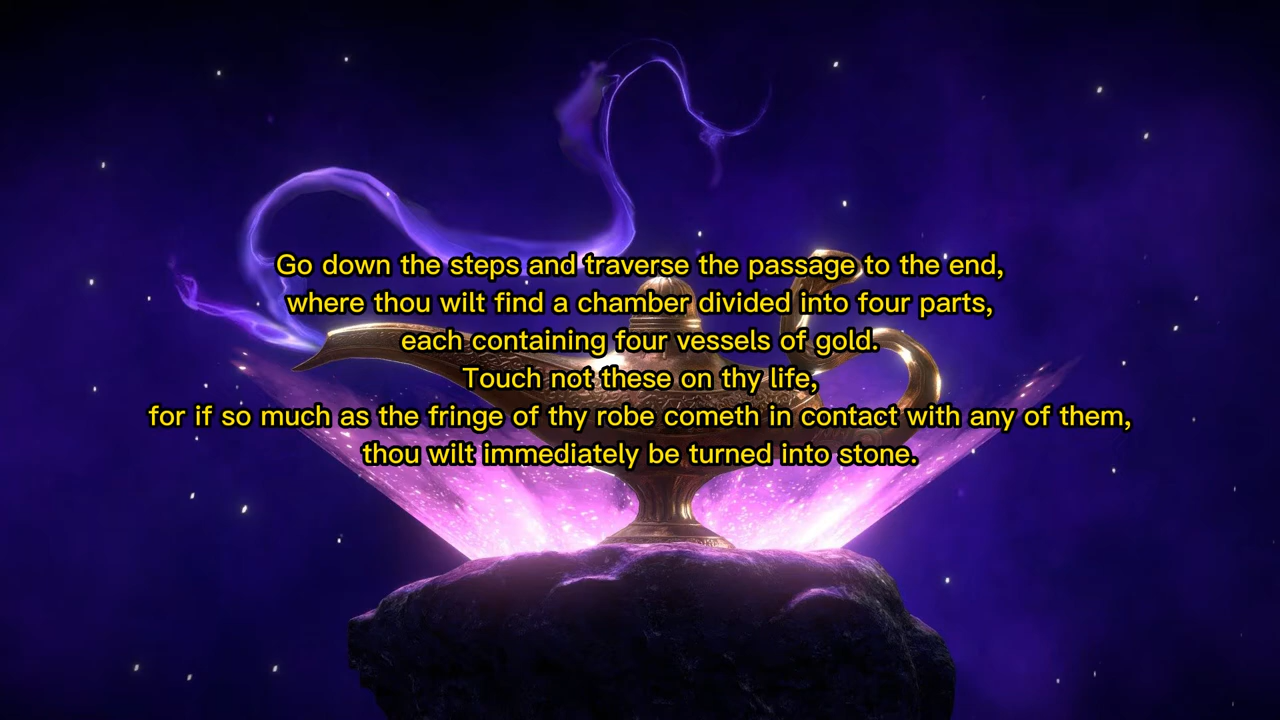 Go down the steps and traverse the passage to the end,
where thou wilt find a chamber divided into four parts,
each containing four vessels of gold.
Touch not these on thy life,
for if so much as the fringe of thy robe cometh in contact with any of them,
thou wilt immediately be turned into stone.